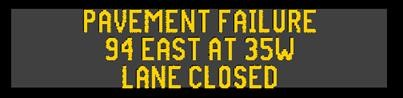 PAVEMENT FAILURE
94 EAST AT 35W
LANE CLOSED